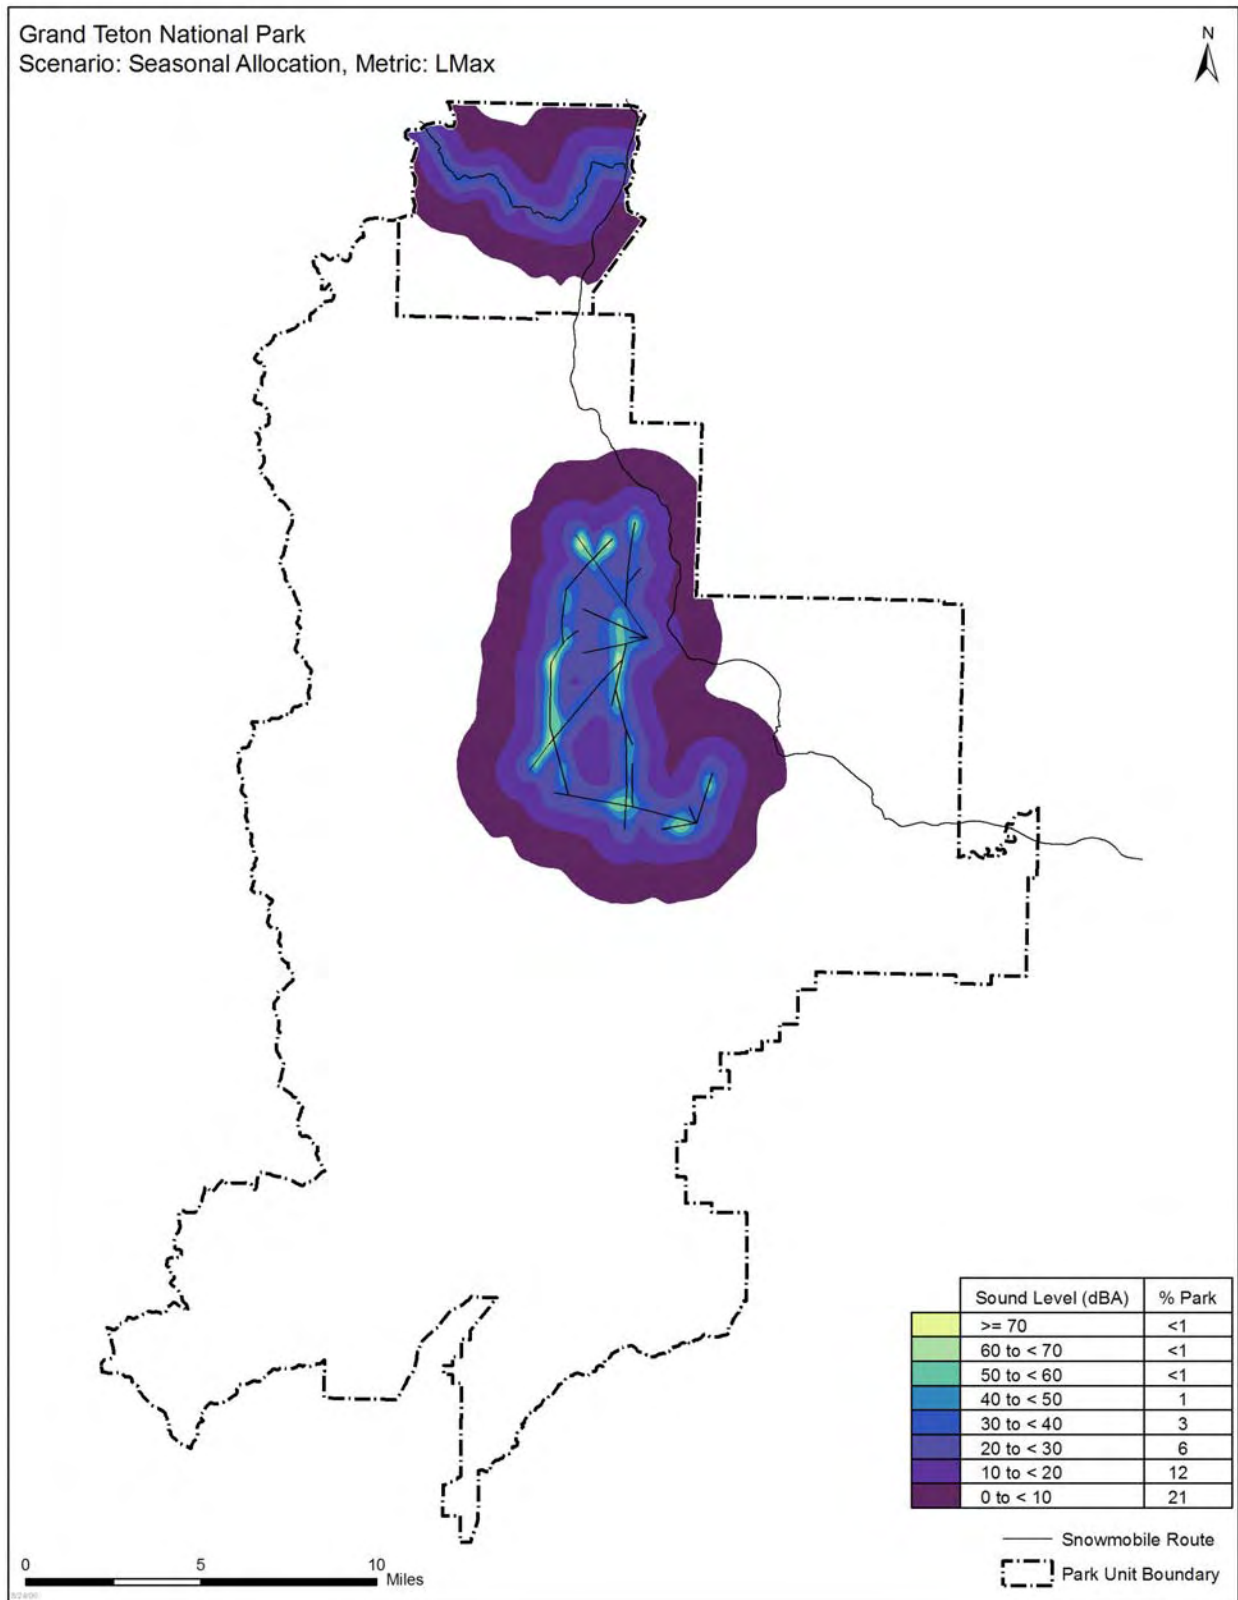 Grand Teton National Park
Scenario: Seasonal Allocation, Metric: LMax
N
Sound Level (dBA) % Park
>= 70 <1
60 to < 70 <1
50 to < 60 <1
40 to < 50 1
30 to < 40 3
20 to < 30 6
10 to < 20 12
0 to < 10 21
Snowmobile Route
Park Unit Boundary
0 5 10
Miles